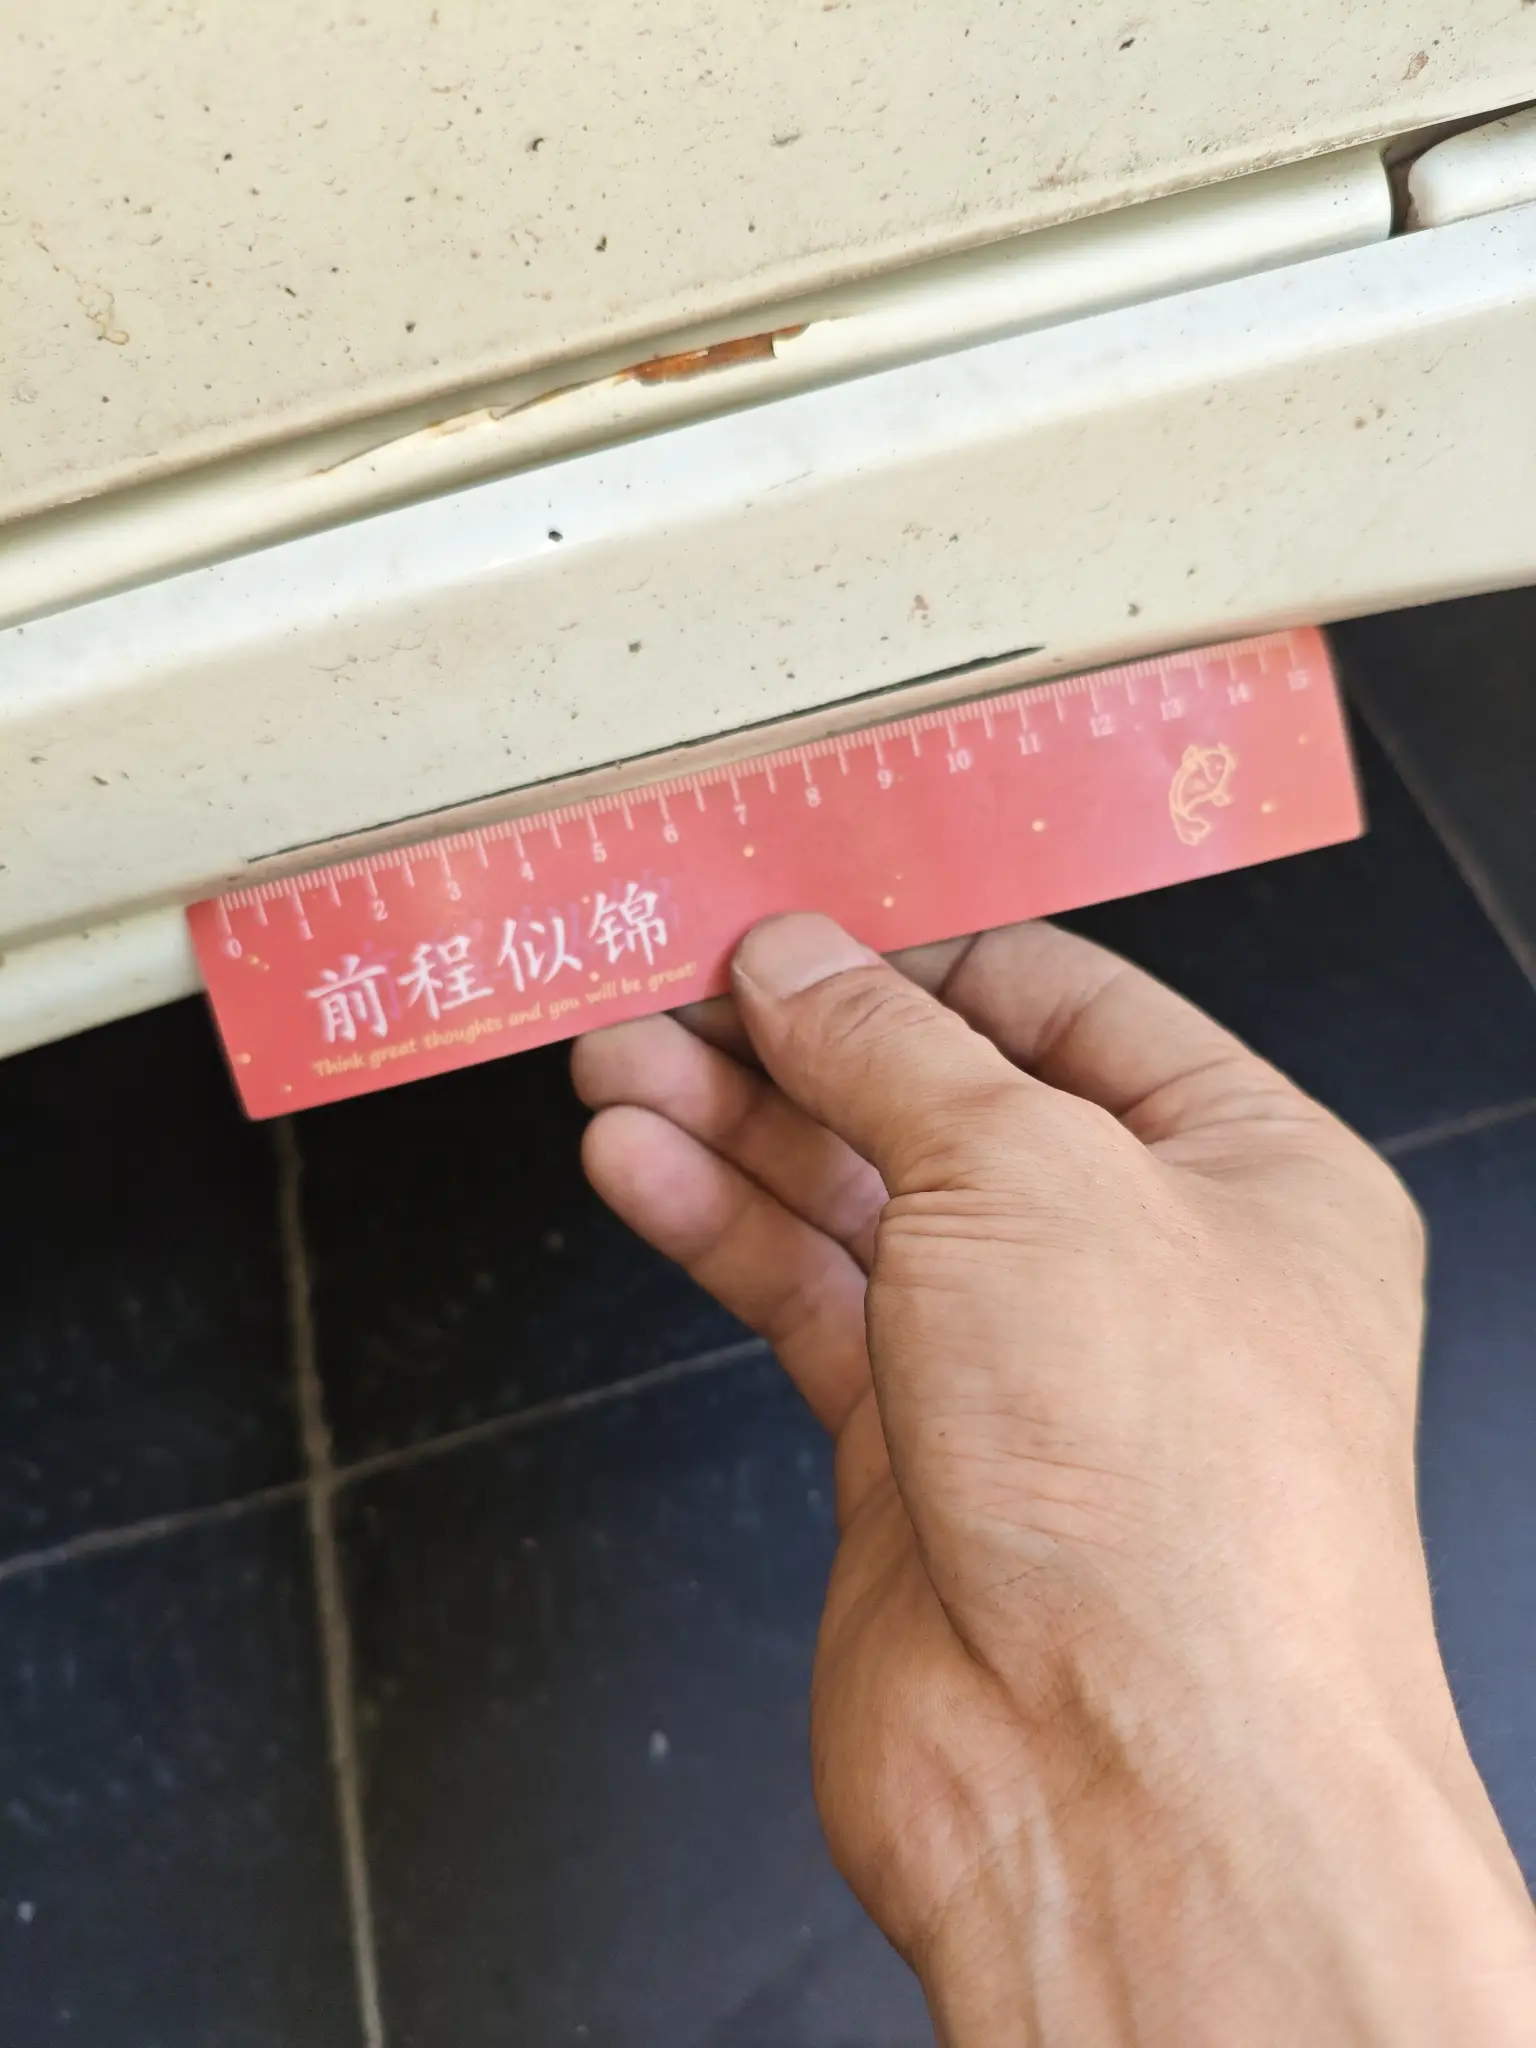 0 1 2 3 4 5 6 7 8 9 10 11 12 13 14 15
前程似锦
Think great thoughts and you will be great!